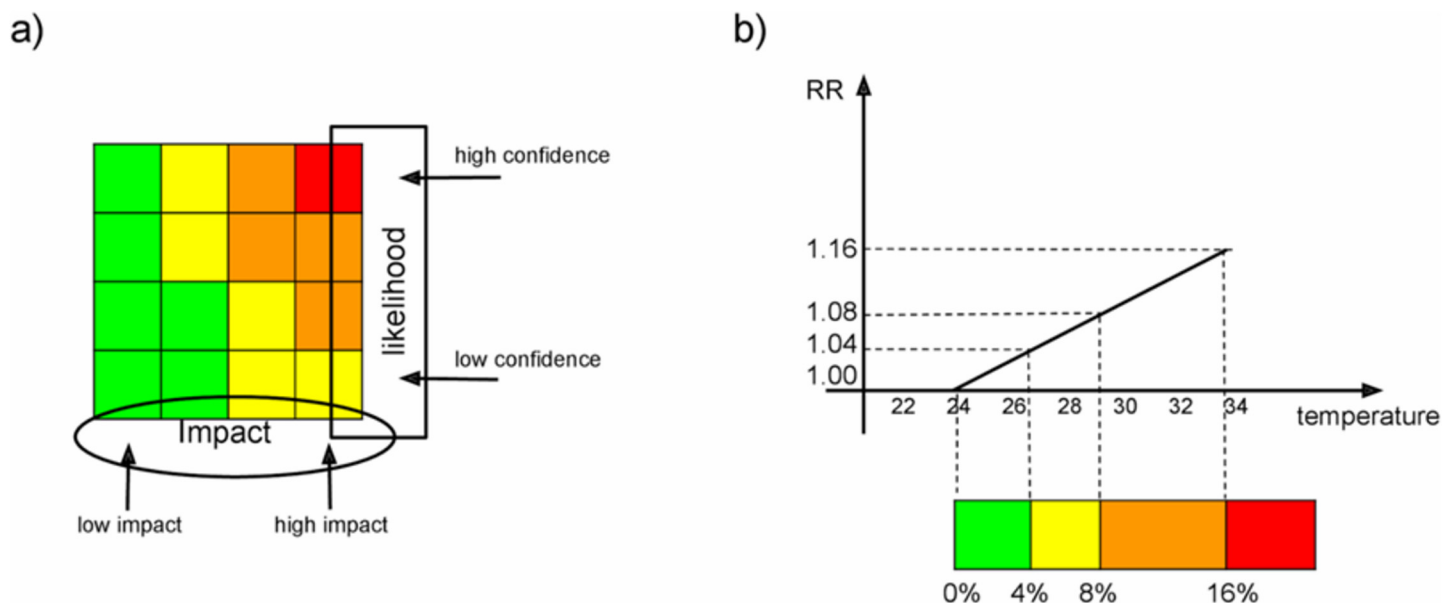 a)
high confidence
likelihood
low confidence
Impact
low impact
high impact
b)
RR
1.16
1.08
1.04
1.00
22 24 26 28 30 32 34
temperature
0% 4% 8% 16%